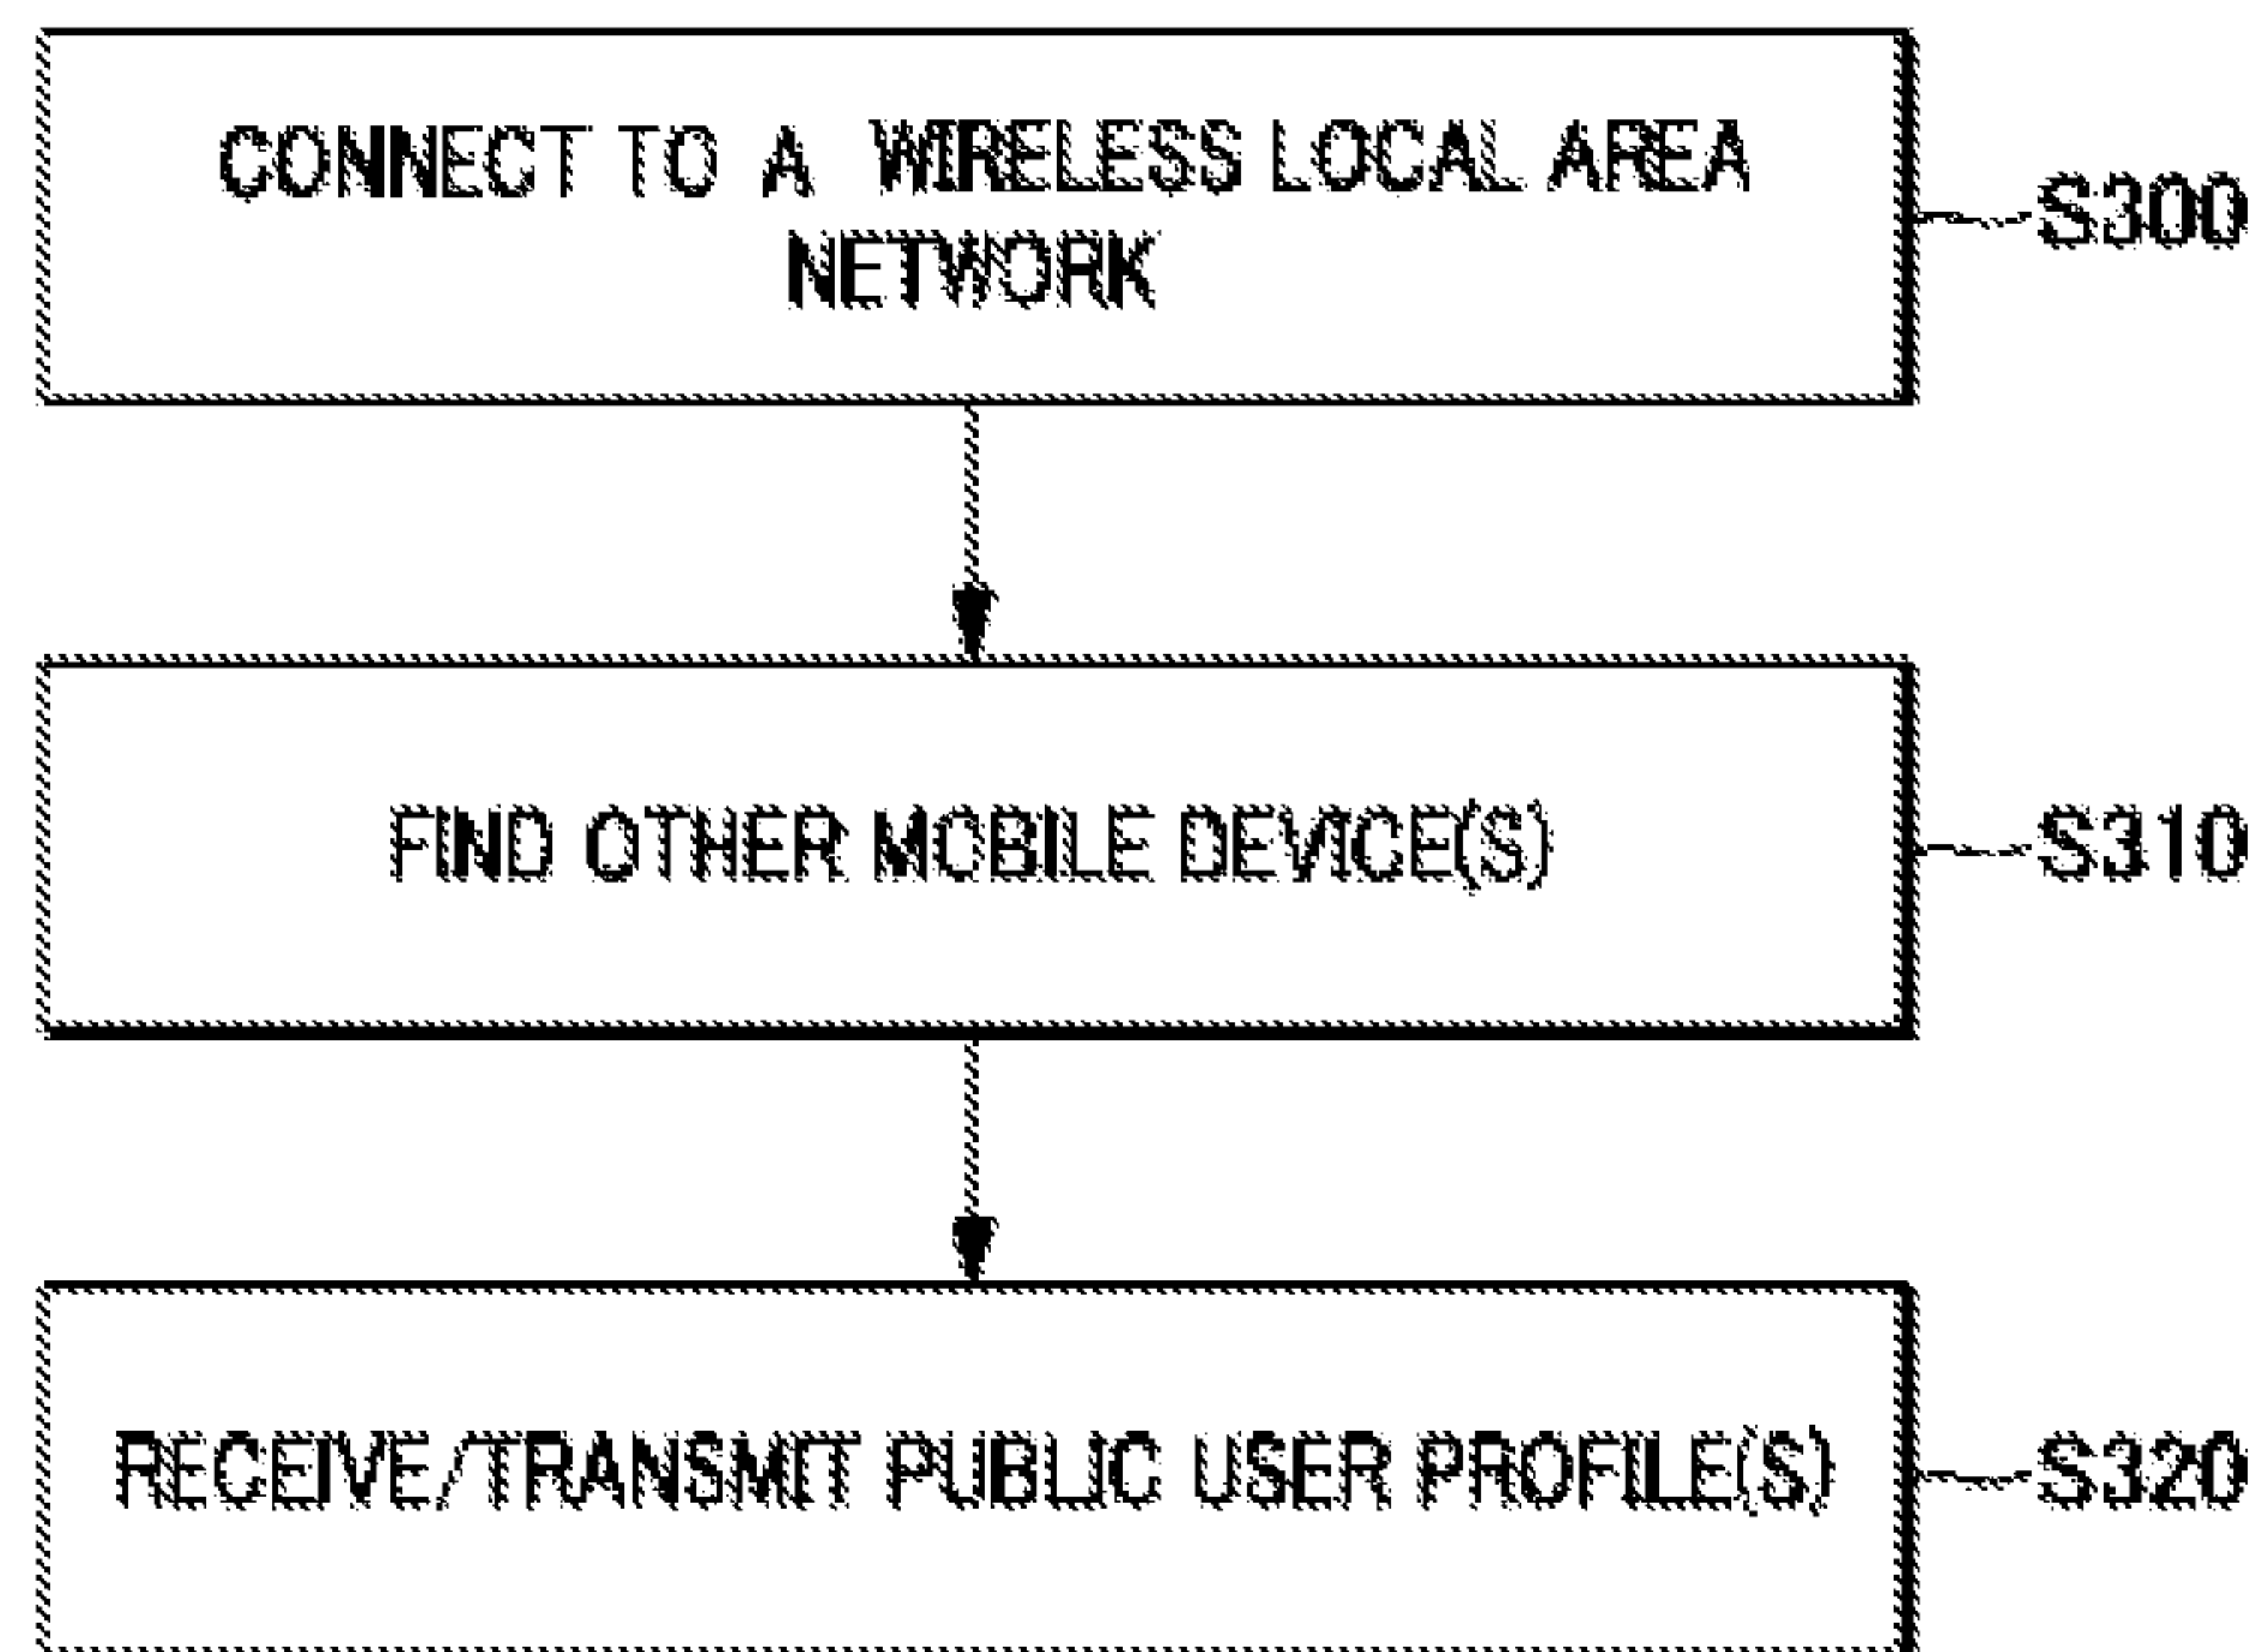 CONNECT TO A WIRELESS LOCAL AREA
NETWORK
S300
FIND OTHER MOBILE DEVICE(S)
S310
RECEIVE/TRANSMIT PUBLIC USER PROFILE(S)
S320